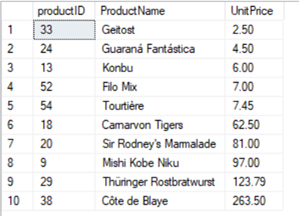 productID ProductName UnitPrice
1 33 Geitost 2.50
2 24 Guaraná Fantástica 4.50
3 13 Konbu 6.00
4 52 Filo Mix 7.00
5 54 Tourtière 7.45
6 18 Carnarvon Tigers 62.50
7 20 Sir Rodney's Marmalade 81.00
8 9 Mishi Kobe Niku 97.00
9 29 Thüringer Rostbratwurst 123.79
10 38 Côte de Blaye 263.50